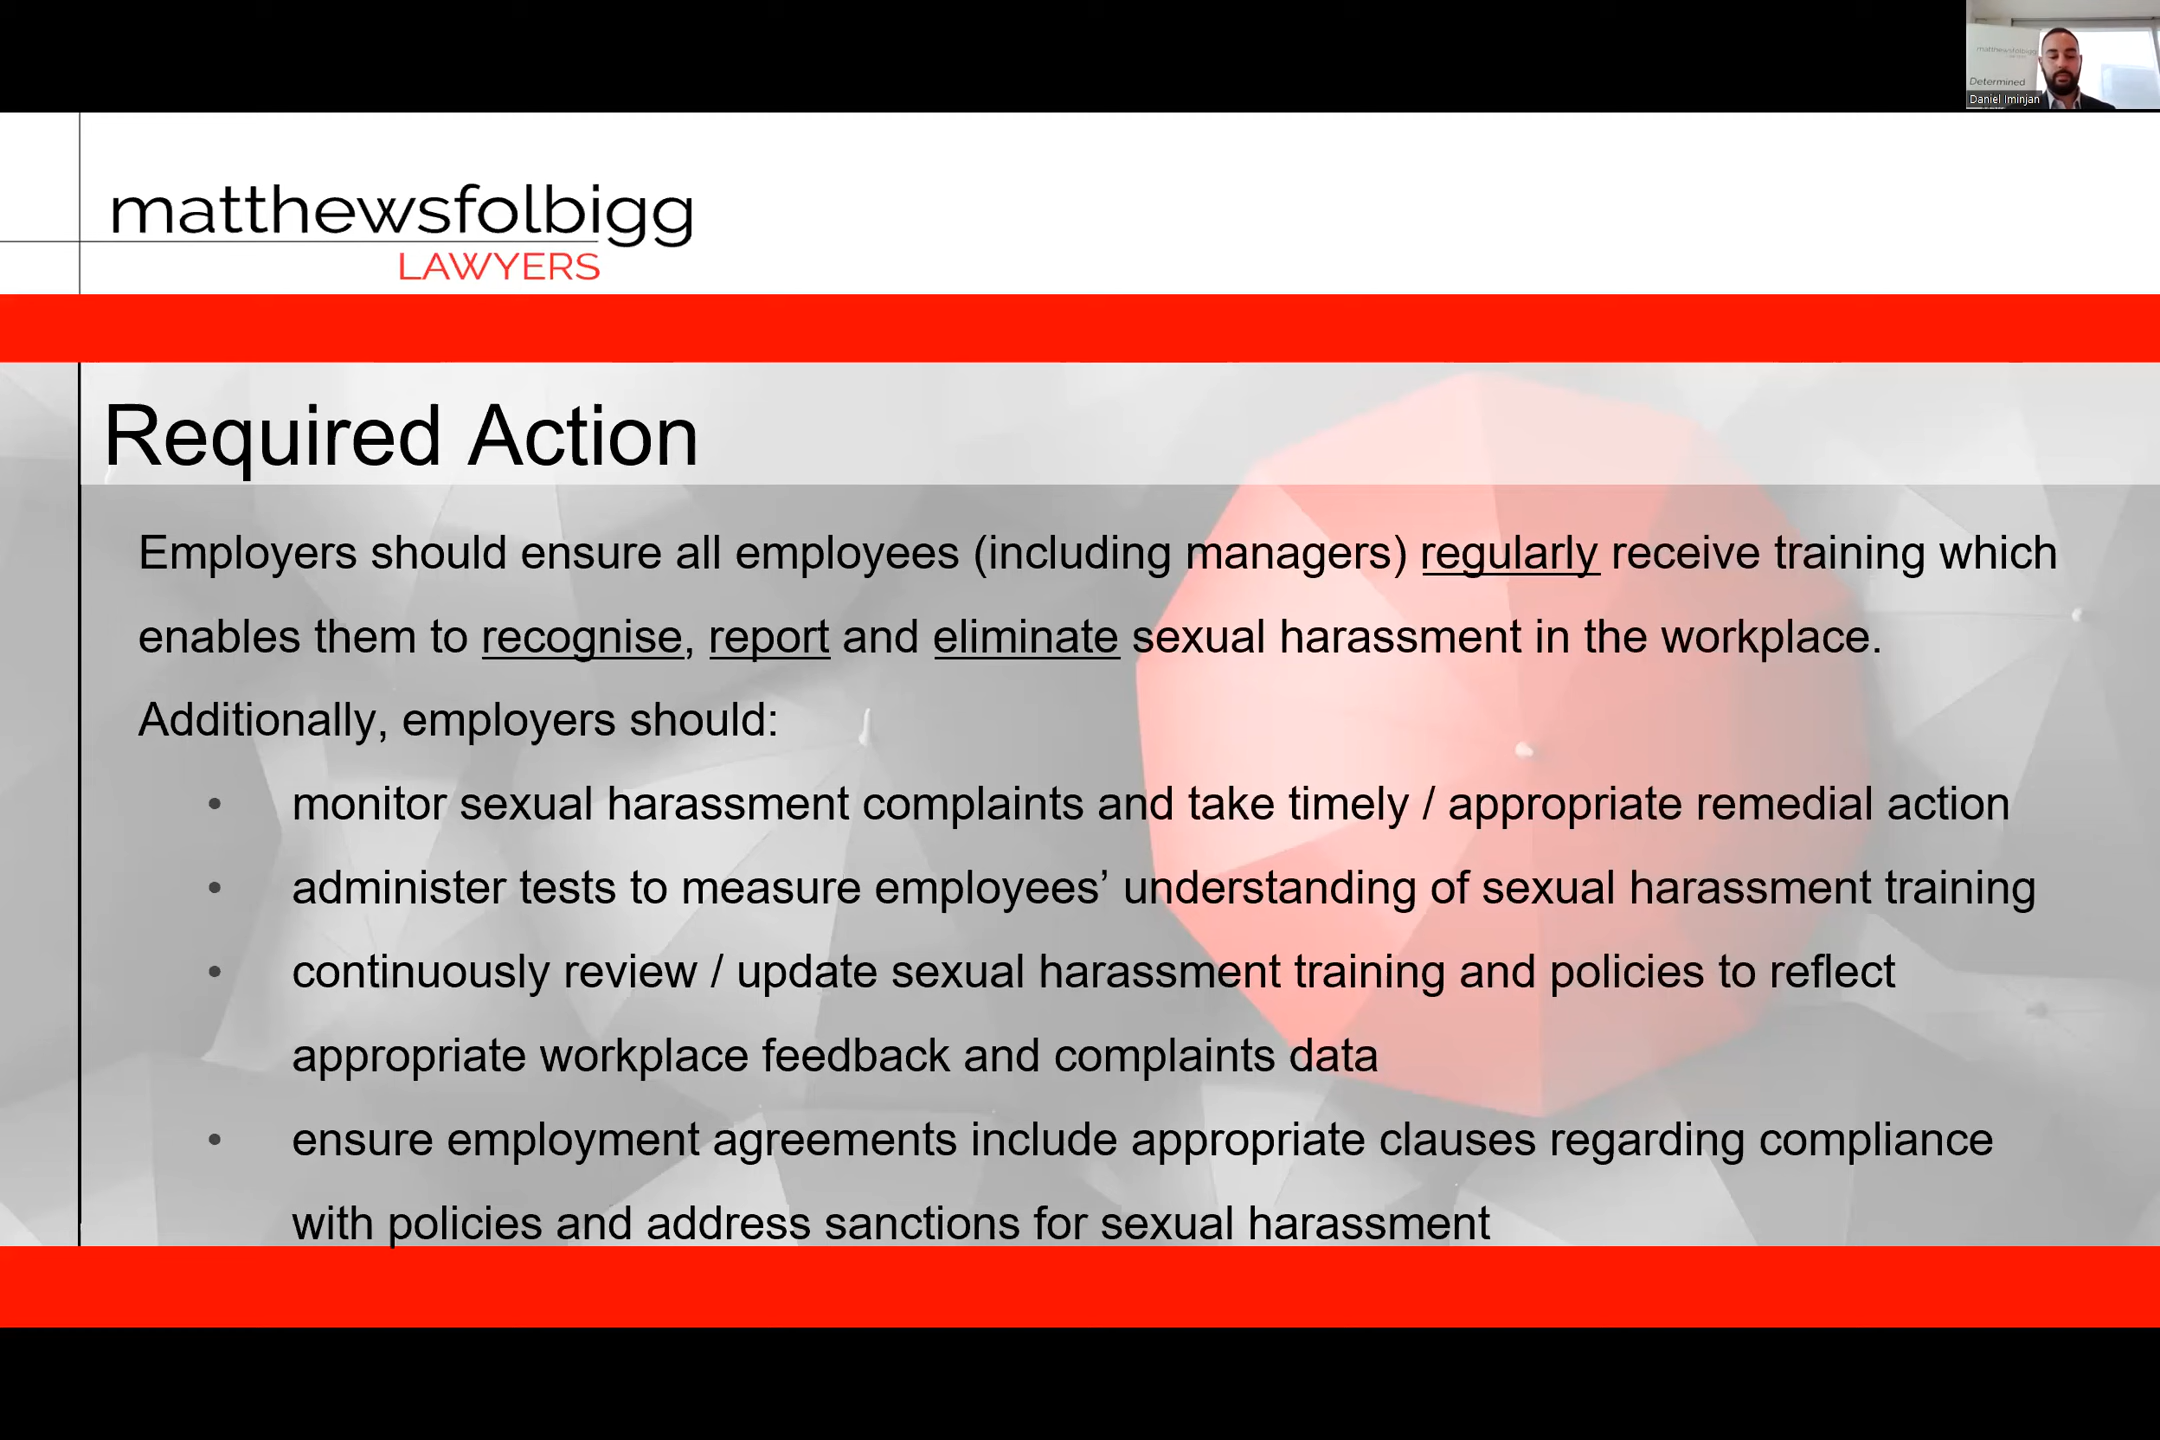 matthewsfolbigg
Determined
Daniel Iminjan
matthewsfolbigg
LAWYERS
Required Action
Employers should ensure all employees (including managers) regularly receive training which
enables them to recognise, report and eliminate sexual harassment in the workplace.
Additionally, employers should:
• monitor sexual harassment complaints and take timely / appropriate remedial action
• administer tests to measure employees’ understanding of sexual harassment training
• continuously review / update sexual harassment training and policies to reflect
appropriate workplace feedback and complaints data
• ensure employment agreements include appropriate clauses regarding compliance
with policies and address sanctions for sexual harassment